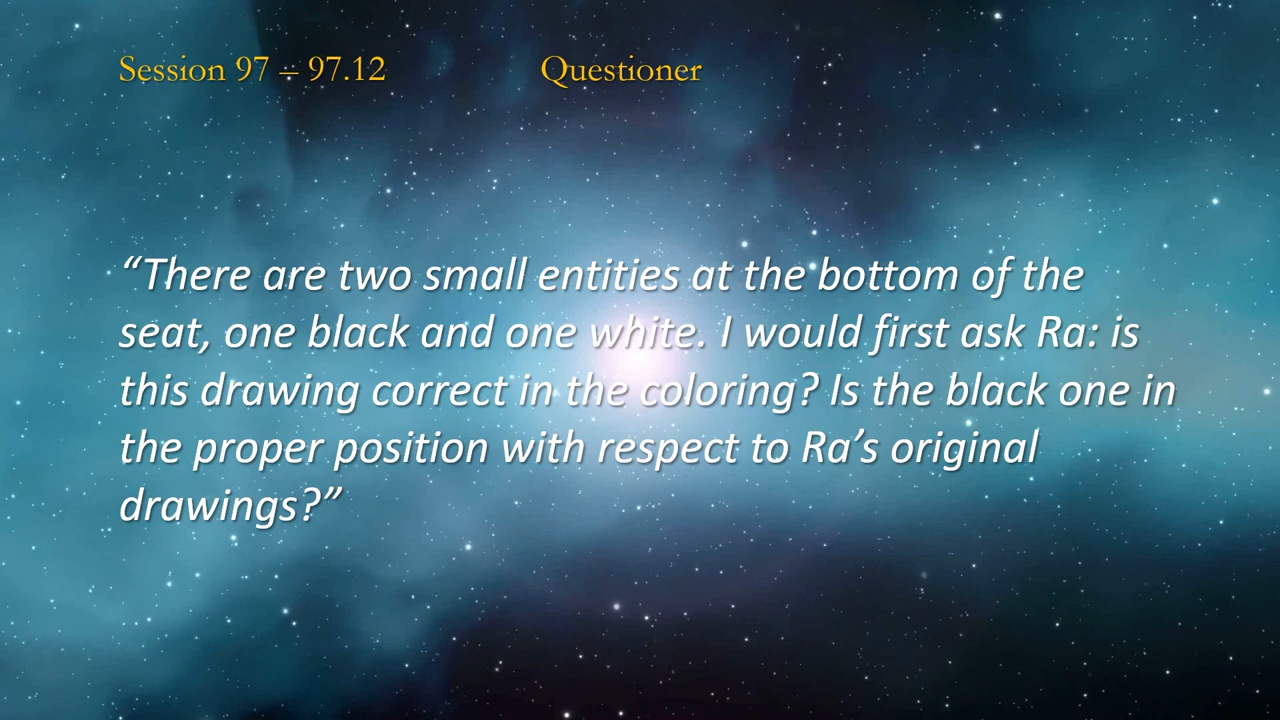 Session 97 – 97.12 Questioner
“There are two small entities at the bottom of the
seat, one black and one white. I would first ask Ra: is
this drawing correct in the coloring? Is the black one in
the proper position with respect to Ra’s original
drawings?”